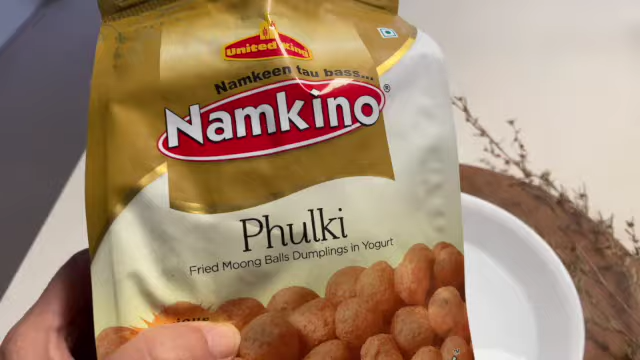 United King
Namkeen tau bass...
Namkino®
Phulki
Fried Moong Balls Dumplings in Yogurt